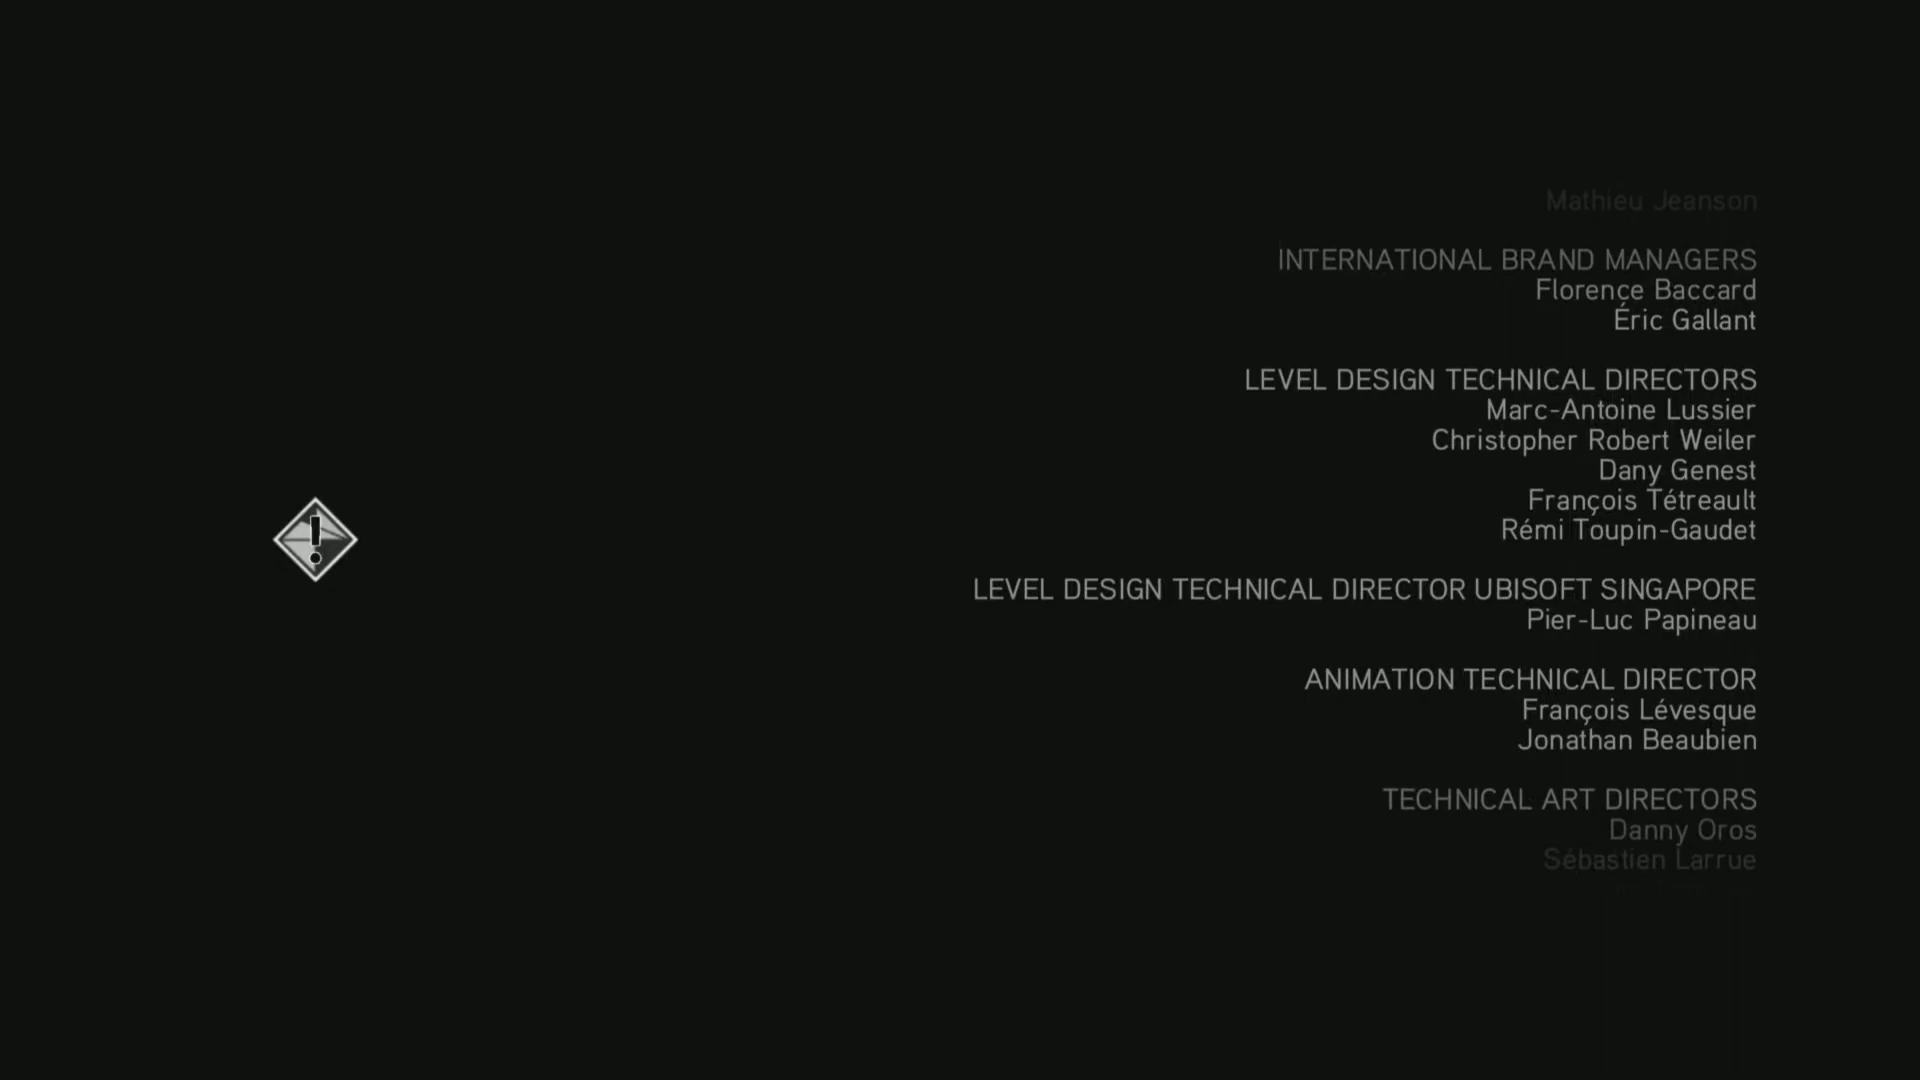 Mathieu Jeanson
INTERNATIONAL BRAND MANAGERS
Florence Baccard
Éric Gallant
LEVEL DESIGN TECHNICAL DIRECTORS
Marc-Antoine Lussier
Christopher Robert Weiler
Dany Genest
François Tétreault
Rémi Toupin-Gaudet
LEVEL DESIGN TECHNICAL DIRECTOR UBISOFT SINGAPORE
Pier-Luc Papineau
ANIMATION TECHNICAL DIRECTOR
François Lévesque
Jonathan Beaubien
TECHNICAL ART DIRECTORS
Danny Oros
Sébastien Larrue